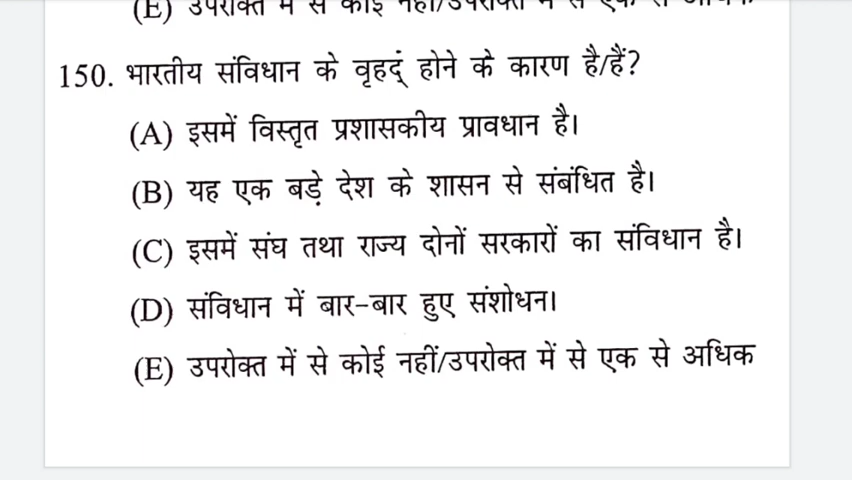 150. भारतीय संविधान के वृहद् होने के कारण है/हैं?
(A) इसमें विस्तृत प्रशासकीय प्रावधान है।
(B) यह एक बड़े देश के शासन से संबंधित है।
(C) इसमें संघ तथा राज्य दोनों सरकारों का संविधान है।
(D) संविधान में बार-बार हुए संशोधन।
(E) उपरोक्त में से कोई नहीं/उपरोक्त में से एक से अधिक